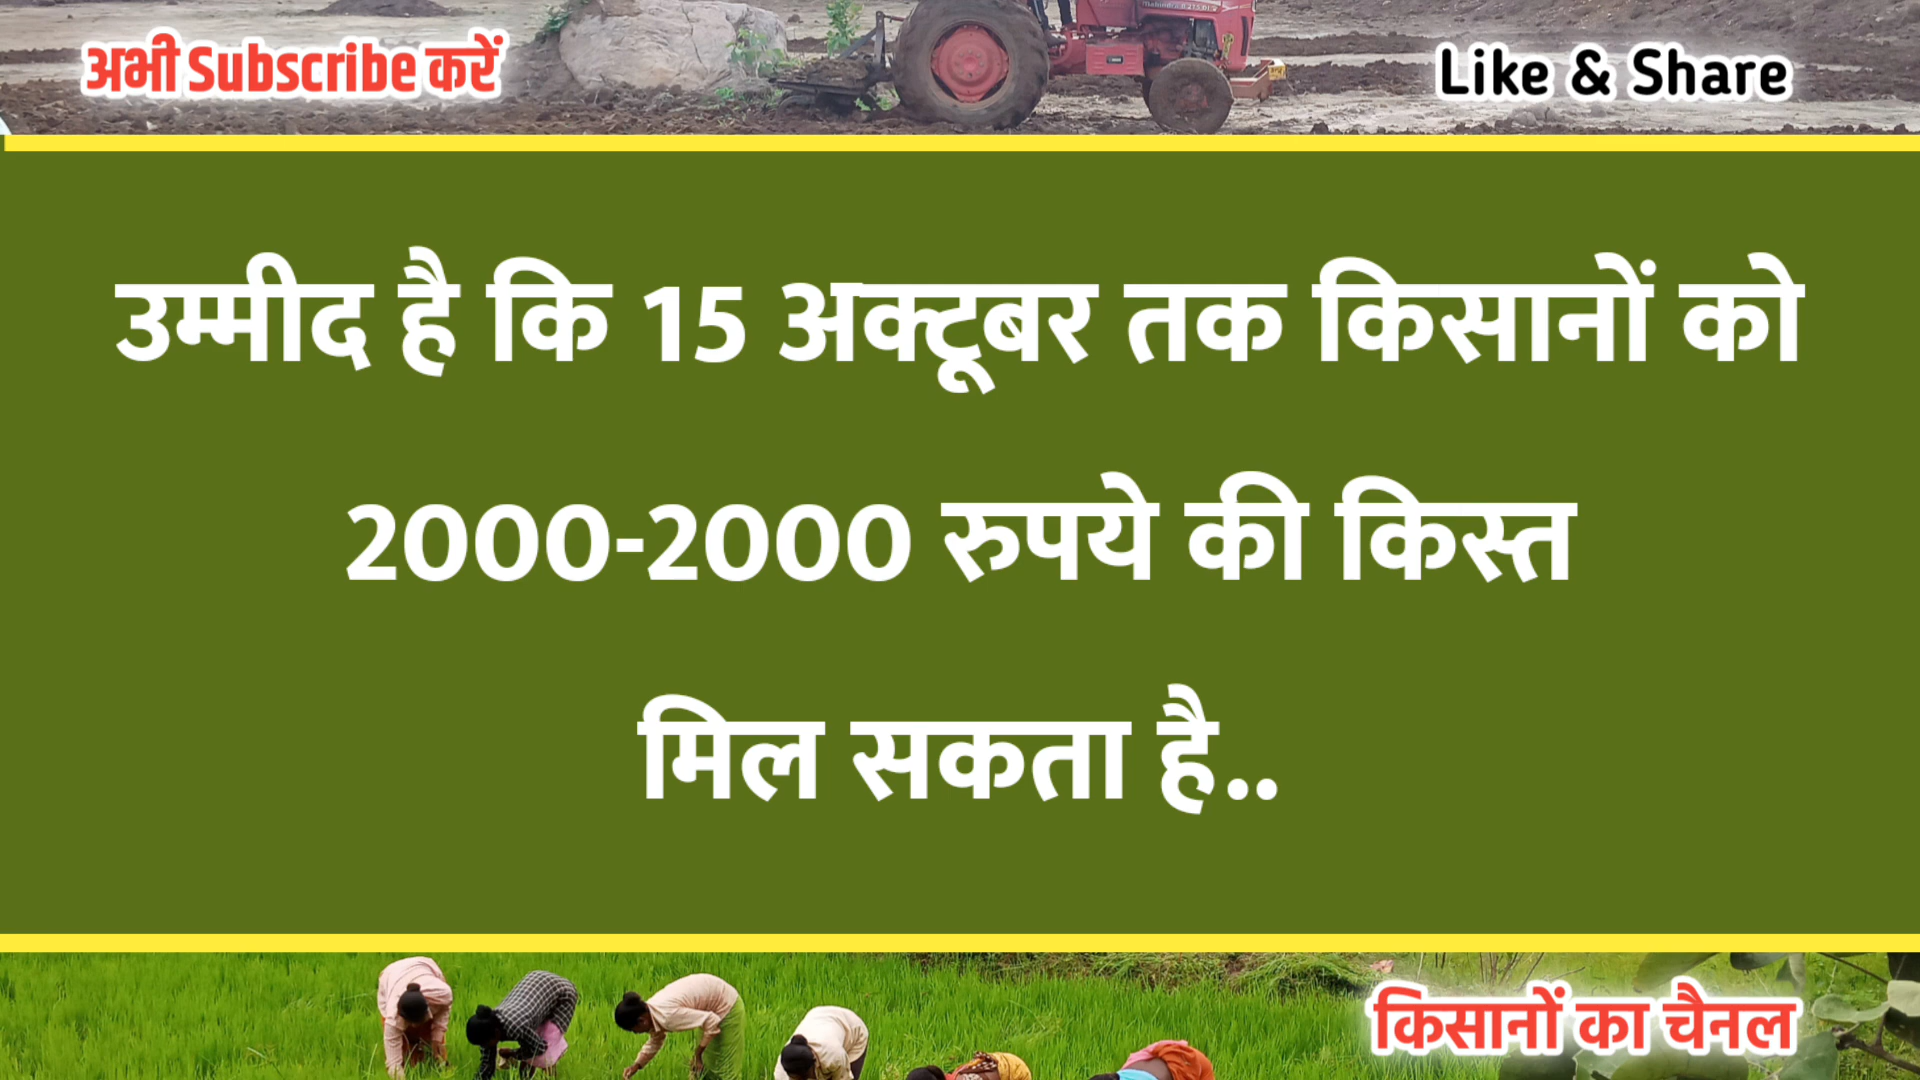 अभी Subscribe करें
Like & Share
उम्मीद है कि 15 अक्टूबर तक किसानों को
2000-2000 रुपये की किस्त
मिल सकता है..
किसानों का चैनल